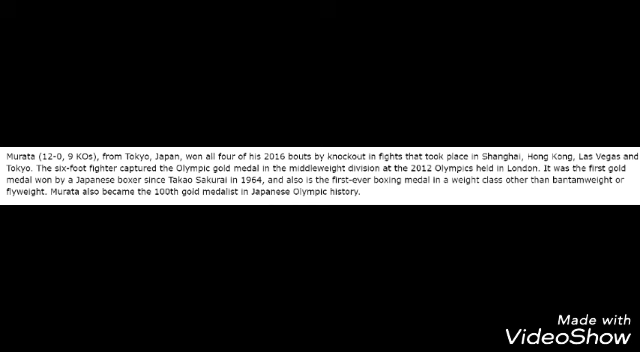 Murata (12-0, 9 KOs), from Tokyo, Japan, won all four of his 2016 bouts by knockout in fights that took place in Shanghai, Hong Kong, Las Vegas and
Tokyo. The six-foot fighter captured the Olympic gold medal in the middleweight division at the 2012 Olympics held in London. It was the first gold
medal won by a Japanese boxer since Takao Sakurai in 1964, and also is the first-ever boxing medal in a weight class other than bantamweight or
flyweight. Murata also became the 100th gold medalist in Japanese Olympic history.
Made with
VideoShow